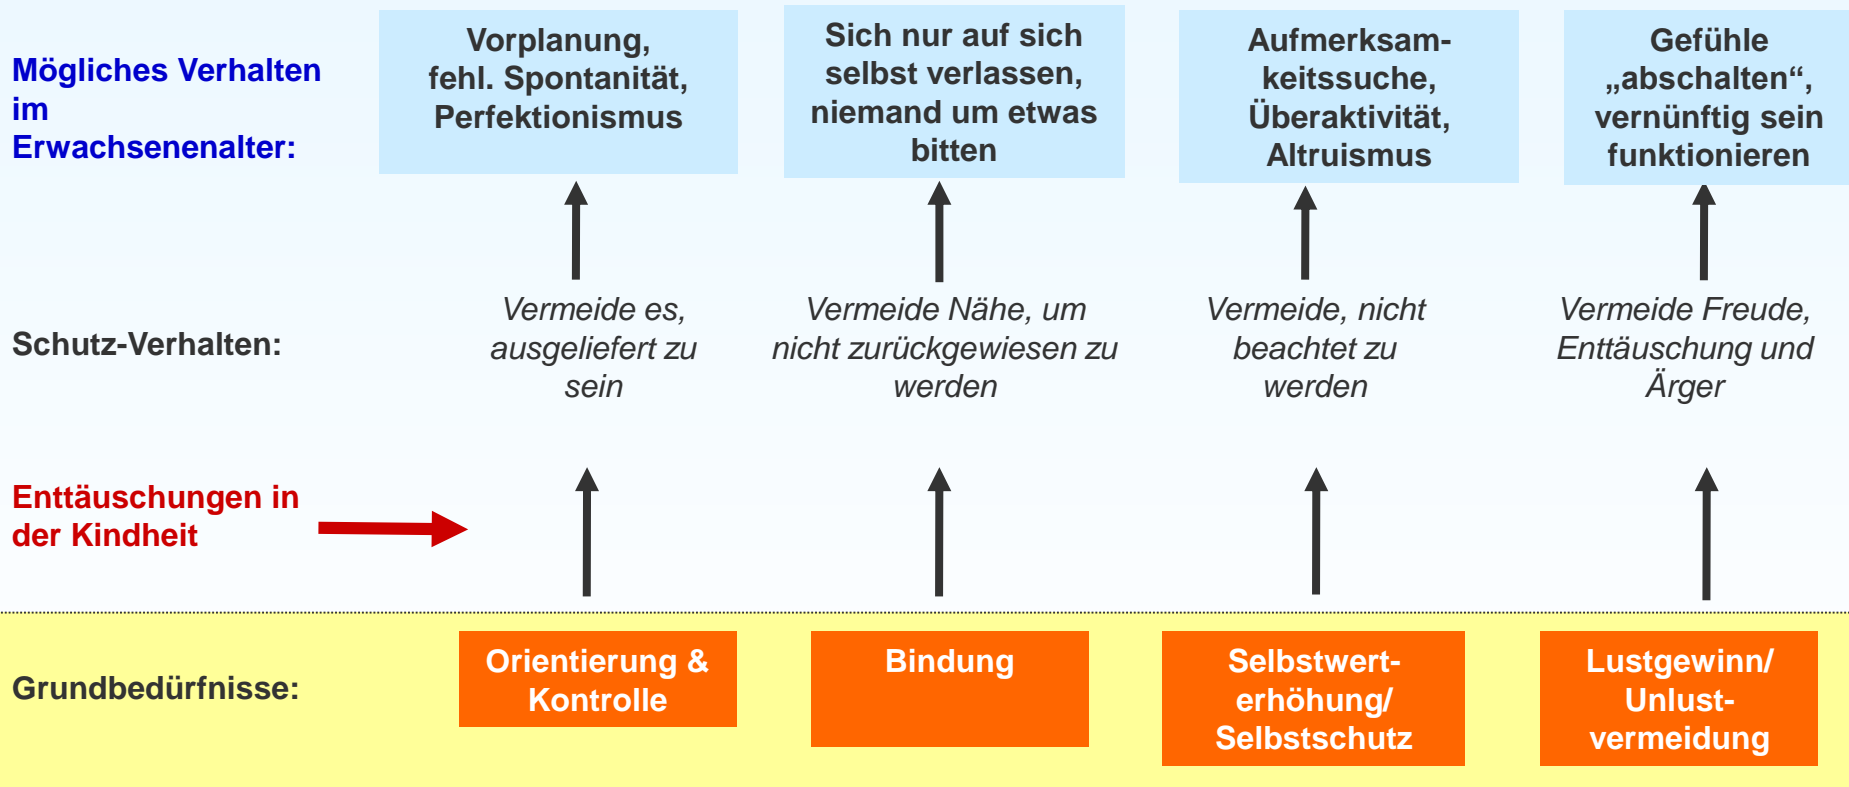 Mögliches Verhalten
im
Erwachsenenalter:
Vorplanung,
fehl. Spontanität,
Perfektionismus
Sich nur auf sich
selbst verlassen,
niemand um etwas
bitten
Aufmerksam-
keitssuche,
Überaktivität,
Altruismus
Gefühle
„abschalten“,
vernünftig sein
funktionieren
Schutz-Verhalten:
Vermeide es,
ausgeliefert zu
sein
Vermeide Nähe, um
nicht zurückgewiesen zu
werden
Vermeide, nicht
beachtet zu
werden
Vermeide Freude,
Enttäuschung und
Ärger
Enttäuschungen in
der Kindheit
Grundbedürfnisse:
Orientierung &
Kontrolle
Bindung
Selbstwert-
erhöhung/
Selbstschutz
Lustgewinn/
Unlust-
vermeidung